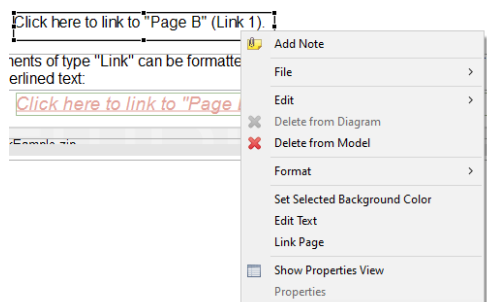 Click here to link to "Page B" (Link 1).
Add Note
ments of type "Link" can be formatte
erlined text:
File
Click here to link to "Page
Edit
Delete from Diagram
Delete from Model
Format
Set Selected Background Color
Edit Text
Link Page
Show Properties View
Properties